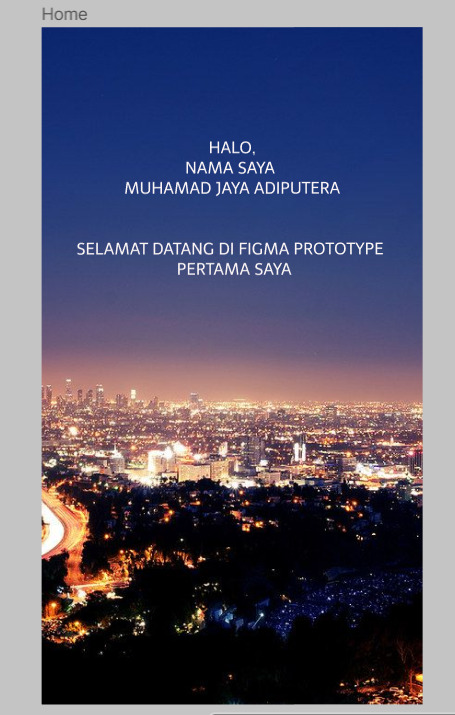 Home
HALO,
NAMA SAYA
MUHAMAD JAYA ADIPUTERA
SELAMAT DATANG DI FIGMA PROTOTYPE
PERTAMA SAYA